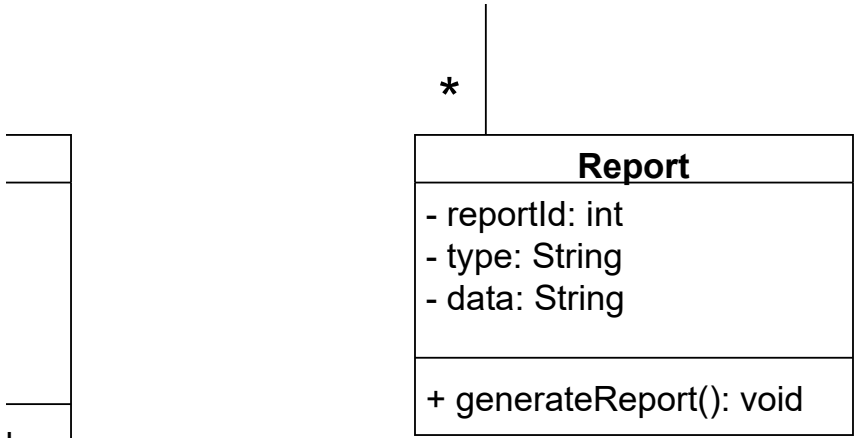 *
Report
- reportId: int
- type: String
- data: String
+ generateReport(): void